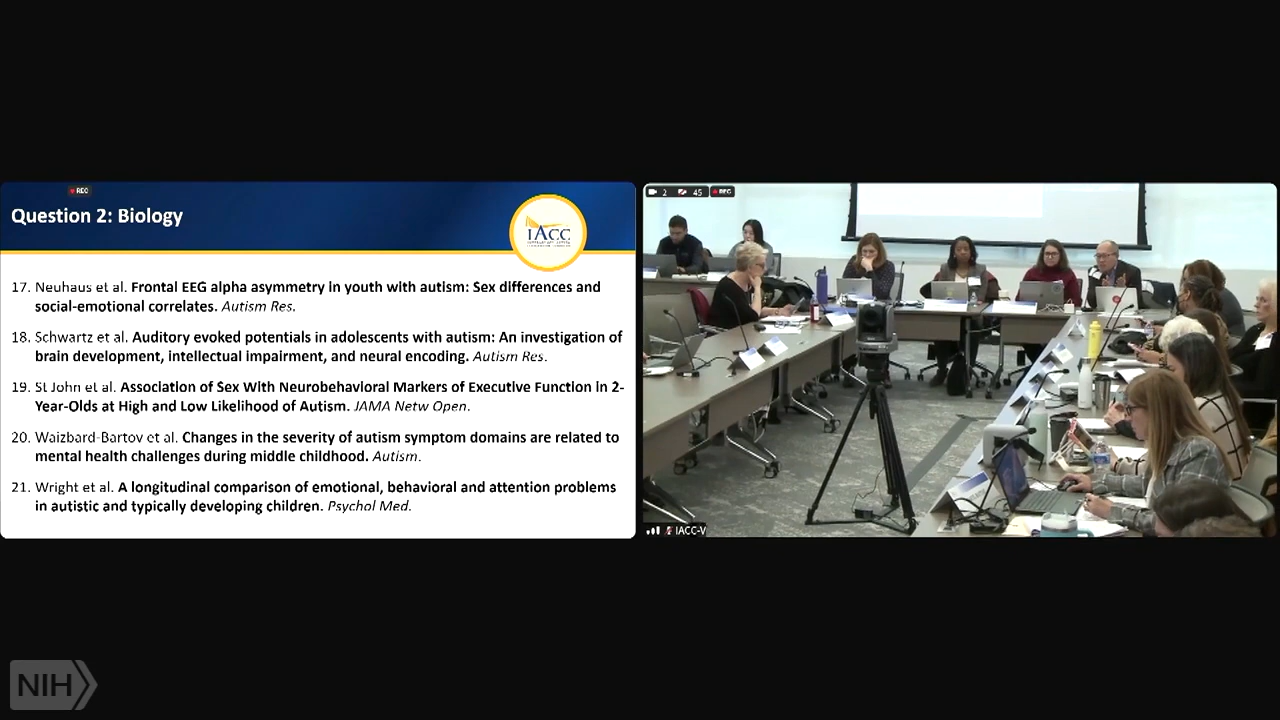 REC
Question 2: Biology
IACC
17. Neuhaus et al. Frontal EEG alpha asymmetry in youth with autism: Sex differences and
social-emotional correlates. Autism Res.
18. Schwartz et al. Auditory evoked potentials in adolescents with autism: An investigation of
brain development, intellectual impairment, and neural encoding. Autism Res.
19. St John et al. Association of Sex With Neurobehavioral Markers of Executive Function in 2-
Year-Olds at High and Low Likelihood of Autism. JAMA Netw Open.
20. Waizbard-Bartov et al. Changes in the severity of autism symptom domains are related to
mental health challenges during middle childhood. Autism.
21. Wright et al. A longitudinal comparison of emotional, behavioral and attention problems
in autistic and typically developing children. Psychol Med.
2 45 REC
IACC-V
NIH